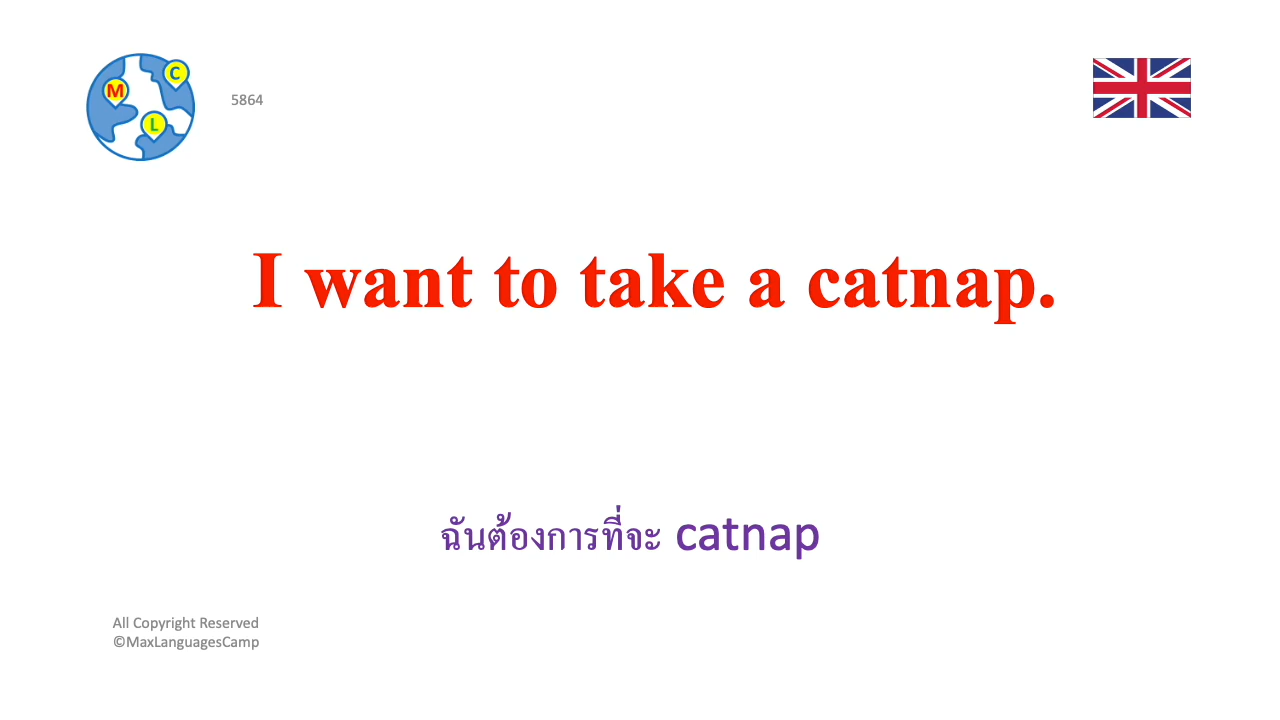 M
C
L
5864
I want to take a catnap.
ฉันต้องการที่จะ catnap
All Copyright Reserved
©MaxLanguagesCamp